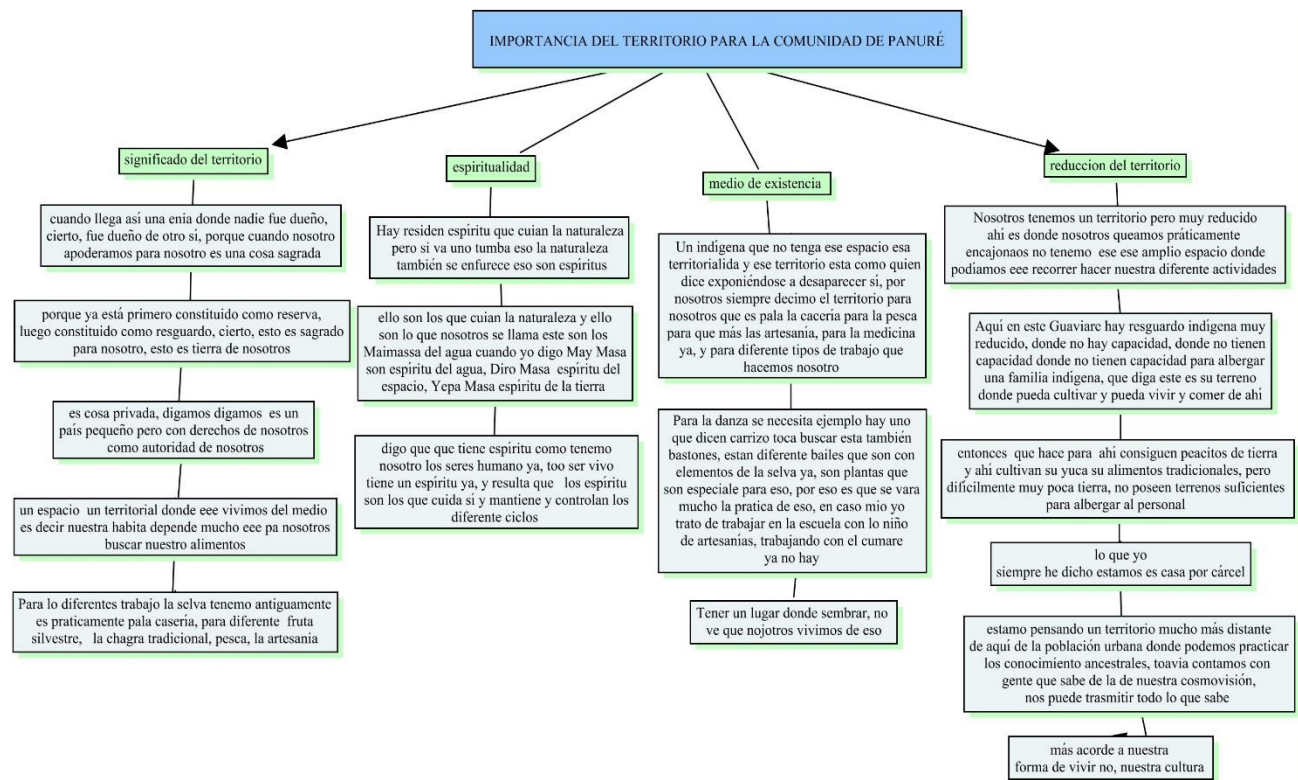 IMPORTANCIA DEL TERRITORIO PARA LA COMUNIDAD DE PANURÉ
significado del territorio
cuando llega así una enia donde nadie fue dueño,
cierto, fue dueño de otro sí, porque cuando nosotro
apoderamos para nosotro es una cosa sagrada
porque ya está primero constituido como reserva,
luego constituido como resguardo, cierto, esto es sagrado
para nosotro, esto es tierra de nosotros
es cosa privada, digamos digamos es un
país pequeño pero con derechos de nosotros
como autoridad de nosotros
un espacio un territorial donde eee vivimos del medio
es decir nuestra habita depende mucho eee pa nosotros
buscar nuestro alimentos
Para lo diferentes trabajo la selva tenemo antiguamente
es praticamente pala casería, para diferente fruta
silvestre, la chagra tradicional, pesca, la artesania
espiritualidad
Hay residen espíritu que cuian la naturaleza
pero si va uno tumba eso la naturaleza
también se enfurece eso son espíritus
ello son los que cuian la naturaleza y ello
son lo que nosotros se llama este son los
Maimassa del agua cuando yo digo May Masa
son espíritu del agua, Diro Masa espíritu del
espacio, Yepa Masa espíritu de la tierra
digo que que tiene espíritu como tenemo
nosotro los seres humano ya, too ser vivo
tiene un espíritu ya, y resulta que los espíritu
son los que cuida sí y mantiene y controlan los
diferente ciclos
medio de existencia
Un indígena que no tenga ese espacio esa
territorialida y ese territorio esta como quien
dice exponiéndose a desaparecer sí, por
nosotros siempre decimo el territorio para
nosotros que es pala la caceria para la pesca
para que más las artesanía, para la medicina
ya, y para diferente tipos de trabajo que
hacemos nosotro
Para la danza se necesita ejemplo hay uno
que dicen carrizo toca buscar esta también
bastones, estan diferente bailes que son con
elementos de la selva ya, son plantas que
son especiale para eso, por eso es que se vara
mucho la pratica de eso, en caso mio yo
trato de trabajar en la escuela con lo niño
de artesanías, trabajando con el cumare
ya no hay
Tener un lugar donde sembrar, no
ve que nojotros vivimos de eso
reduccion del territorio
Nosotros tenemos un territorio pero muy reducido
ahí es donde nosotros queamos práticamente
encajonaos no tenemo ese ese amplio espacio donde
podíamos eee recorrer hacer nuestra diferente actividades
Aquí en este Guaviare hay resguardo indígena muy
reducido, donde no hay capacidad, donde no tienen
capacidad donde no tienen capacidad para albergar
una familia indígena, que diga este es su terreno
donde pueda cultivar y pueda vivir y comer de ahí
entonces que hace para ahi consiguen peacitos de tierra
y ahí cultivan su yuca su alimentos tradicionales, pero
dificilmente muy poca tierra, no poseen terrenos suficientes
para albergar al personal
lo que yo
siempre he dicho estamos es casa por cárcel
estamo pensando un territorio mucho más distante
de aquí de la población urbana donde podemos practicar
los conocimiento ancestrales, toavia contamos con
gente que sabe de la de nuestra cosmovisión,
nos puede trasmitir todo lo que sabe
más acorde a nuestra
forma de vivir no, nuestra cultura